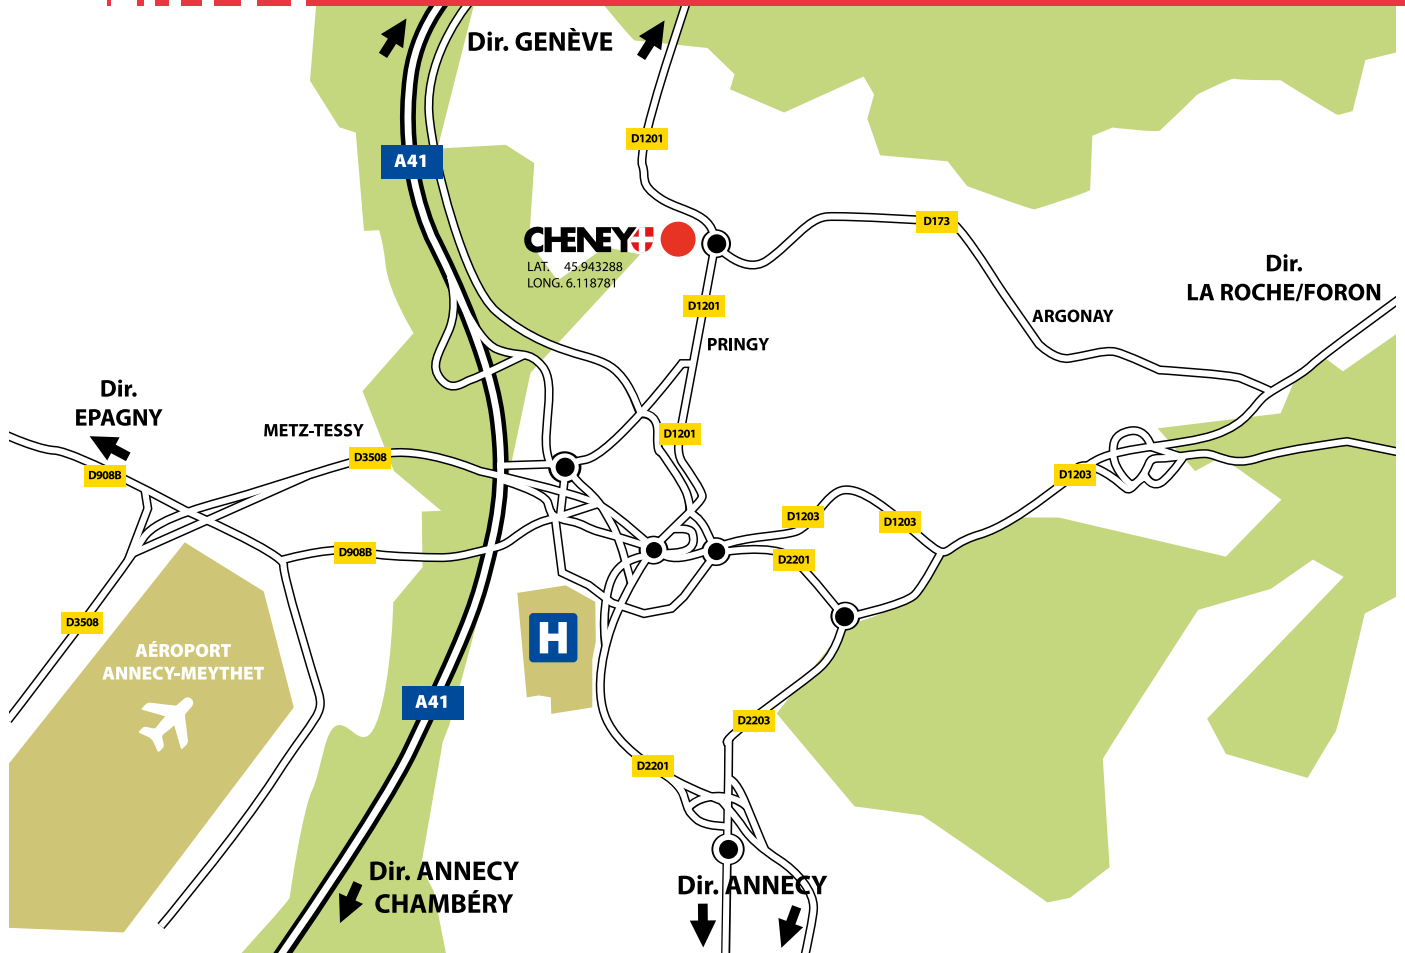 Dir. GENÈVE
D1201
A41
CHENEY
LAT. 45.943288
LONG. 6.118781
D173
Dir.
LA ROCHE/FORON
D1201
ARGONAY
PRINGY
Dir.
EPAGNY
METZ-TESSY
D1201
D3508
D908B
D1203
D1203
D1203
D908B
D2201
D3508
H
AÉROPORT
ANNECY-MEYTHET
A41
D2203
D2201
Dir. ANNECY
CHAMBÉRY
Dir. ANNECY